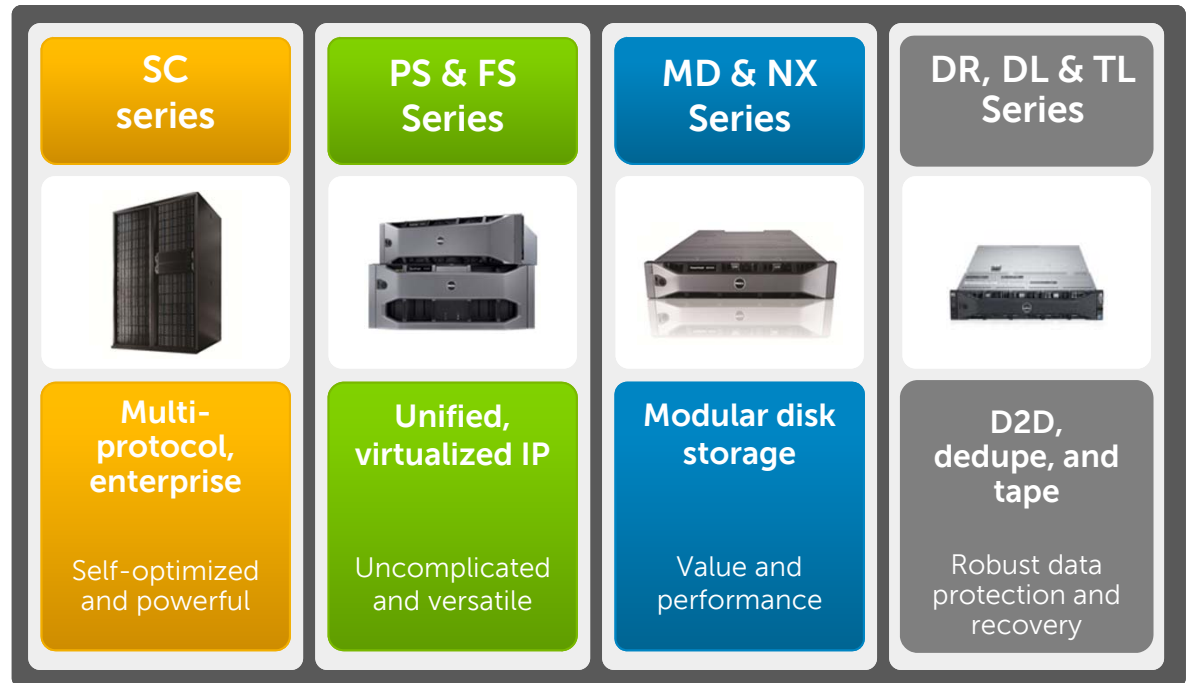 SC
series
PS & FS
Series
MD & NX
Series
DR, DL & TL
Series
Multi-
protocol,
enterprise
Self-optimized
and powerful
Unified,
virtualized IP
Uncomplicated
and versatile
Modular disk
storage
Value and
performance
D2D,
dedupe, and
tape
Robust data
protection and
recovery